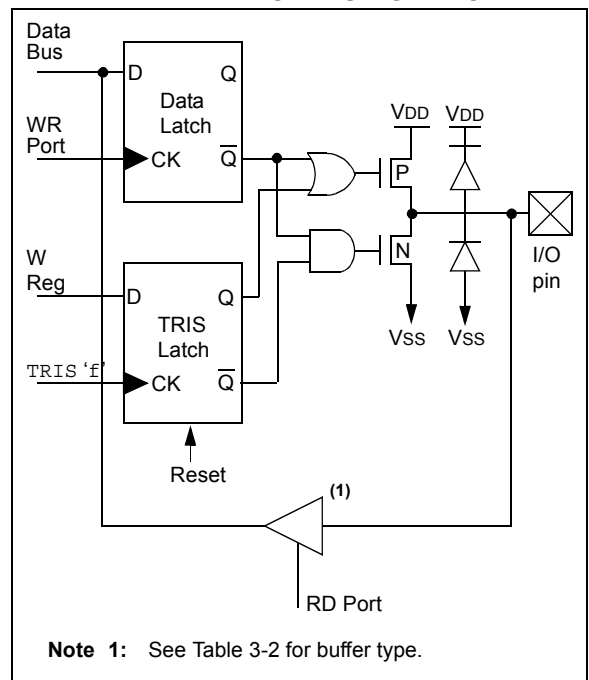 Data
Bus
D
Q
Data
Latch
WR
Port
CK
Q
VDD
VDD
P
N
I/O
pin
W
Reg
D
Q
TRIS
Latch
TRIS 'f'
CK
Q
VSS
VSS
Reset
(1)
RD Port
Note 1: See Table 3-2 for buffer type.